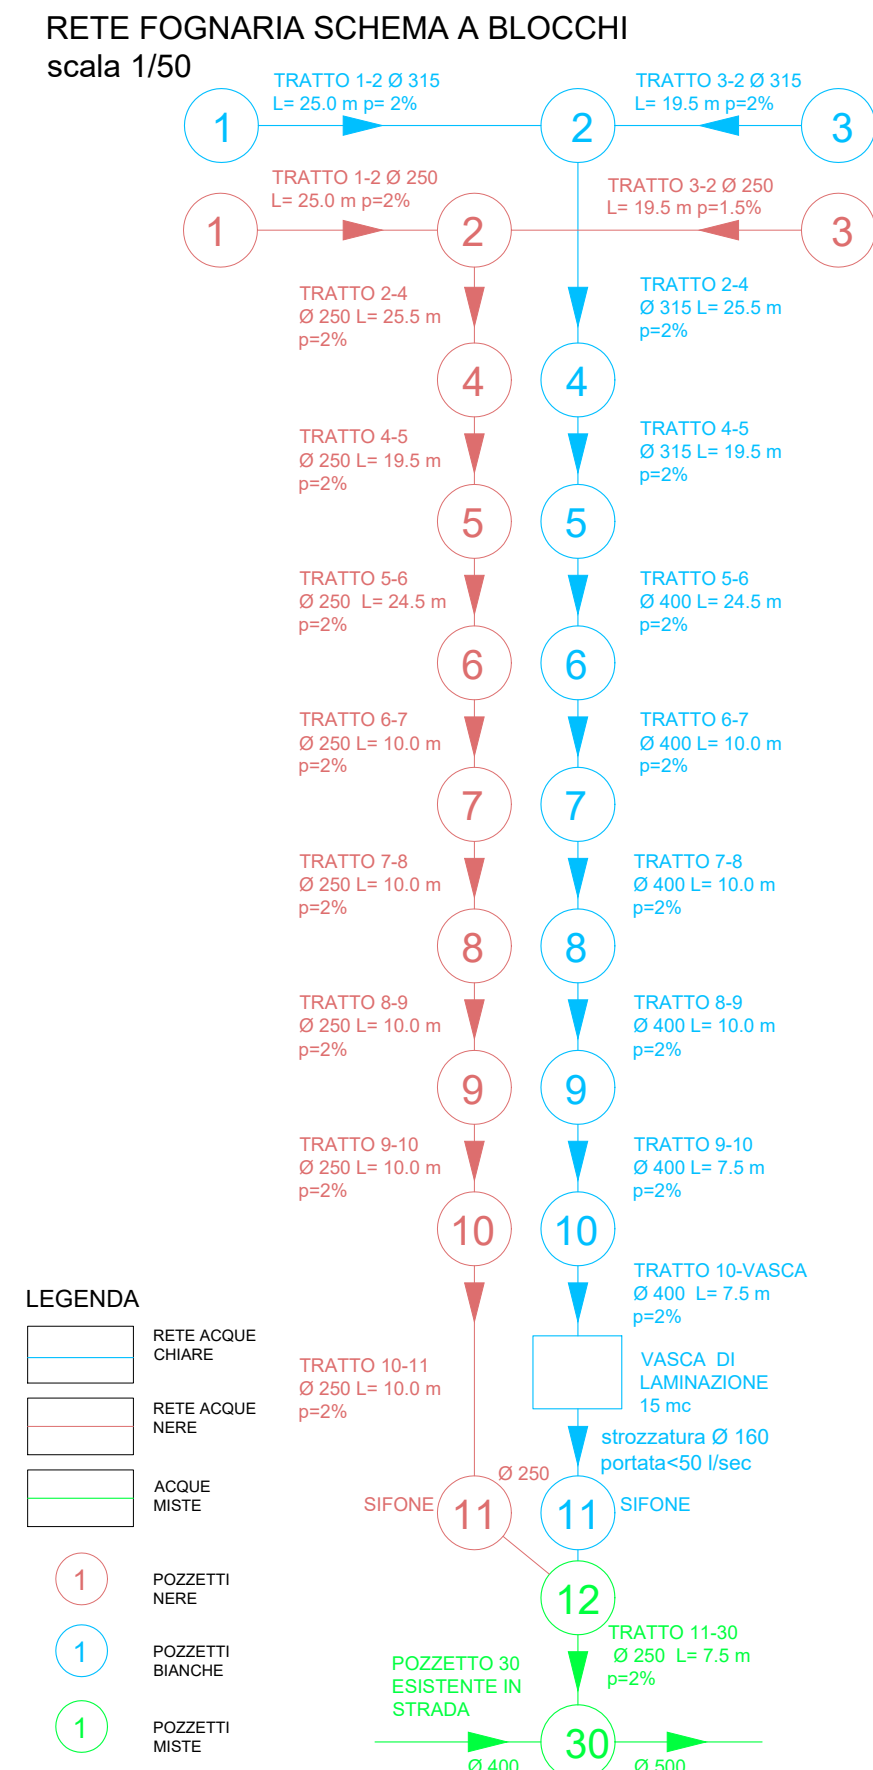 RETE FOGNARIA SCHEMA A BLOCCHI
scala 1/50
TRATTO 1-2 Ø 315
L= 25.0 m p= 2%
TRATTO 3-2 Ø 315
L= 19.5 m p=2%
1
2
3
TRATTO 1-2 Ø 250
L= 25.0 m p=2%
TRATTO 3-2 Ø 250
L= 19.5 m p=1.5%
1
2
3
TRATTO 2-4
Ø 250 L= 25.5 m
p=2%
TRATTO 2-4
Ø 315 L= 25.5 m
p=2%
4
4
TRATTO 4-5
Ø 250 L= 19.5 m
p=2%
TRATTO 4-5
Ø 315 L= 19.5 m
p=2%
5
5
TRATTO 5-6
Ø 250 L= 24.5 m
p=2%
TRATTO 5-6
Ø 400 L= 24.5 m
p=2%
6
6
TRATTO 6-7
Ø 250 L= 10.0 m
p=2%
TRATTO 6-7
Ø 400 L= 10.0 m
p=2%
7
7
TRATTO 7-8
Ø 250 L= 10.0 m
p=2%
TRATTO 7-8
Ø 400 L= 10.0 m
p=2%
8
8
TRATTO 8-9
Ø 250 L= 10.0 m
p=2%
TRATTO 8-9
Ø 400 L= 10.0 m
p=2%
9
9
TRATTO 9-10
Ø 250 L= 10.0 m
p=2%
TRATTO 9-10
Ø 400 L= 7.5 m
p=2%
10
10
TRATTO 10-VASCA
Ø 400 L= 7.5 m
p=2%
TRATTO 10-11
Ø 250 L= 10.0 m
p=2%
VASCA DI
LAMINAZIONE
15 mc
strozzatura Ø 160
portata<50 l/sec
Ø 250
SIFONE
11
11
SIFONE
12
TRATTO 11-30
Ø 250 L= 7.5 m
p=2%
POZZETTO 30
ESISTENTE IN
STRADA
30
Ø 400
Ø 500
LEGENDA
RETE ACQUE
CHIARE
RETE ACQUE
NERE
ACQUE
MISTE
1
POZZETTI
NERE
1
POZZETTI
BIANCHE
1
POZZETTI
MISTE